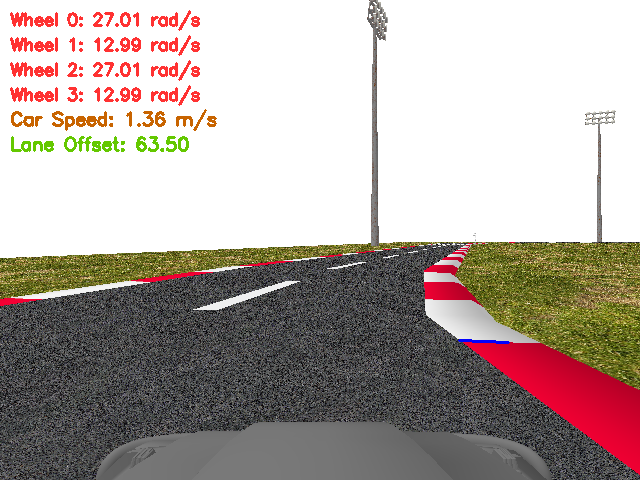 Wheel 0: 27.01 rad/s
Wheel 1: 12.99 rad/s
Wheel 2: 27.01 rad/s
Wheel 3: 12.99 rad/s
Car Speed: 1.36 m/s
Lane Offset: 63.50